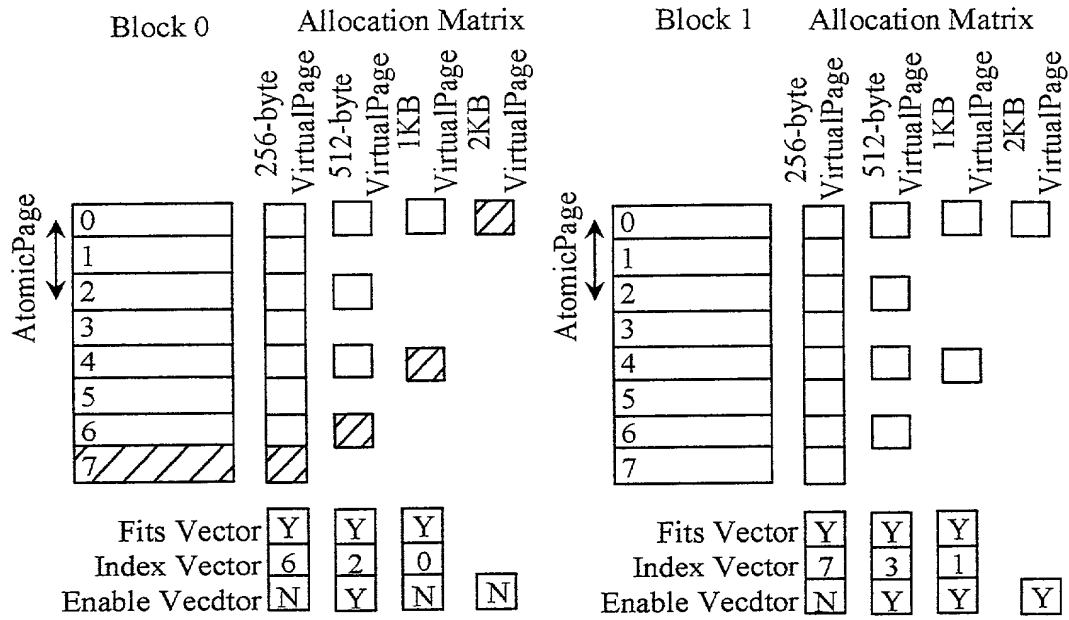 Block 0
Allocation Matrix
256-byte
VirtualPage
512-byte
VirtualPage
1KB
VirtualPage
2KB
VirtualPage
AtomicPage
0
1
2
3
4
5
6
7
Fits Vector Y Y Y
Index Vector 6 2 0
Enable Vecdtor N Y N N
Block 1
Allocation Matrix
256-byte
VirtualPage
512-byte
VirtualPage
1KB
VirtualPage
2KB
VirtualPage
AtomicPage
0
1
2
3
4
5
6
7
Fits Vector Y Y Y
Index Vector 7 3 1
Enable Vecdtor N Y Y Y